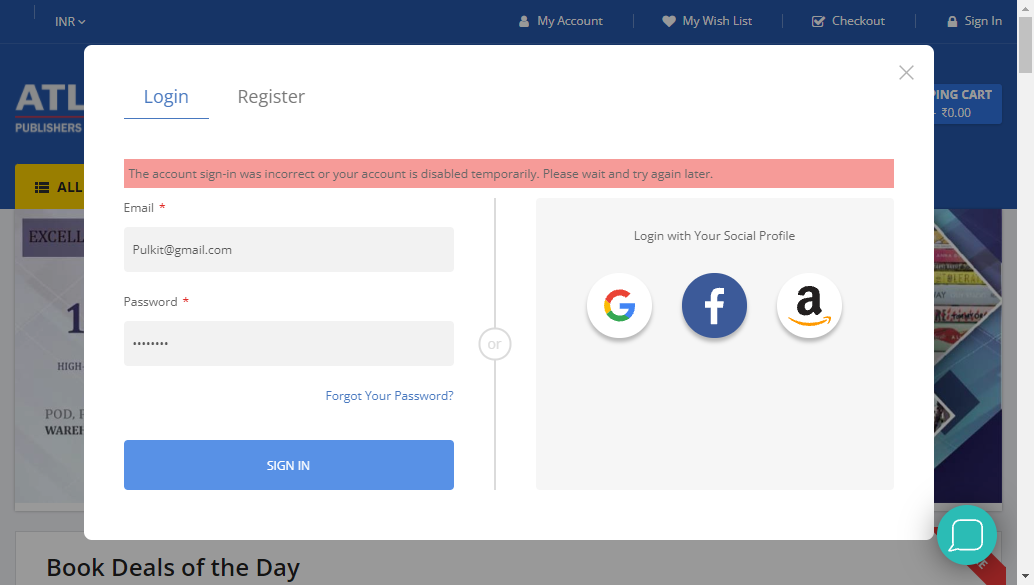 INR
My Account
My Wish List
Checkout
Sign In
ATL
PUBLISHERS
PING CART
- ₹0.00
ALL
Login
Register
The account sign-in was incorrect or your account is disabled temporarily. Please wait and try again later.
Email *
Pulkit@gmail.com
Password *
••••••••
Forgot Your Password?
SIGN IN
or
Login with Your Social Profile
EXCELL
1
HIGH-
POD, P
WAREH
Book Deals of the Day